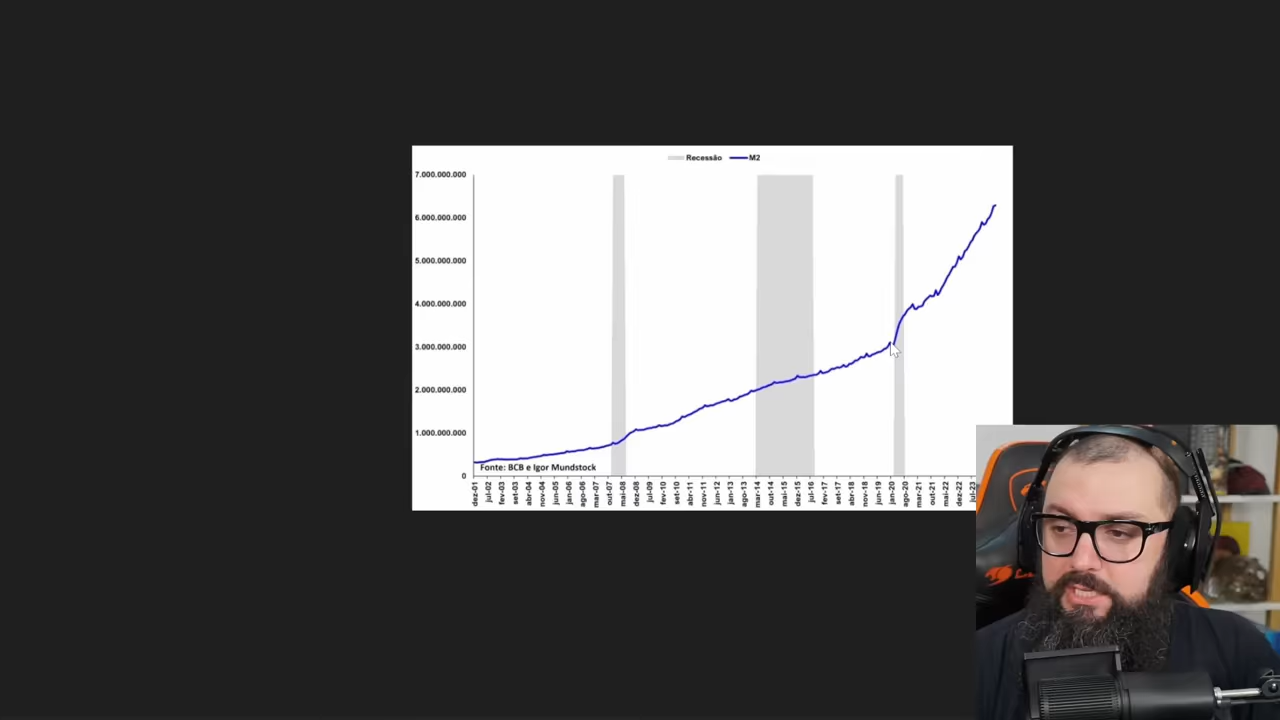 Recessão M2
7.000.000.000
6.000.000.000
5.000.000.000
4.000.000.000
3.000.000.000
2.000.000.000
1.000.000.000
0
Fonte: BCB e Igor Mundstock
dez-01 jul-02 fev-03 set-03 abr-04 nov-04 jun-05 jan-06 ago-06 mar-07 out-07 mai-08 dez-08 jul-09 fev-10 set-10 abr-11 nov-11 jun-12 jan-13 ago-13 mar-14 out-14 mai-15 dez-15 jul-16 fev-17 set-17 abr-18 nov-18 jun-19 jan-20 ago-20 mar-21 out-21 mai-22 dez-22 jul-23